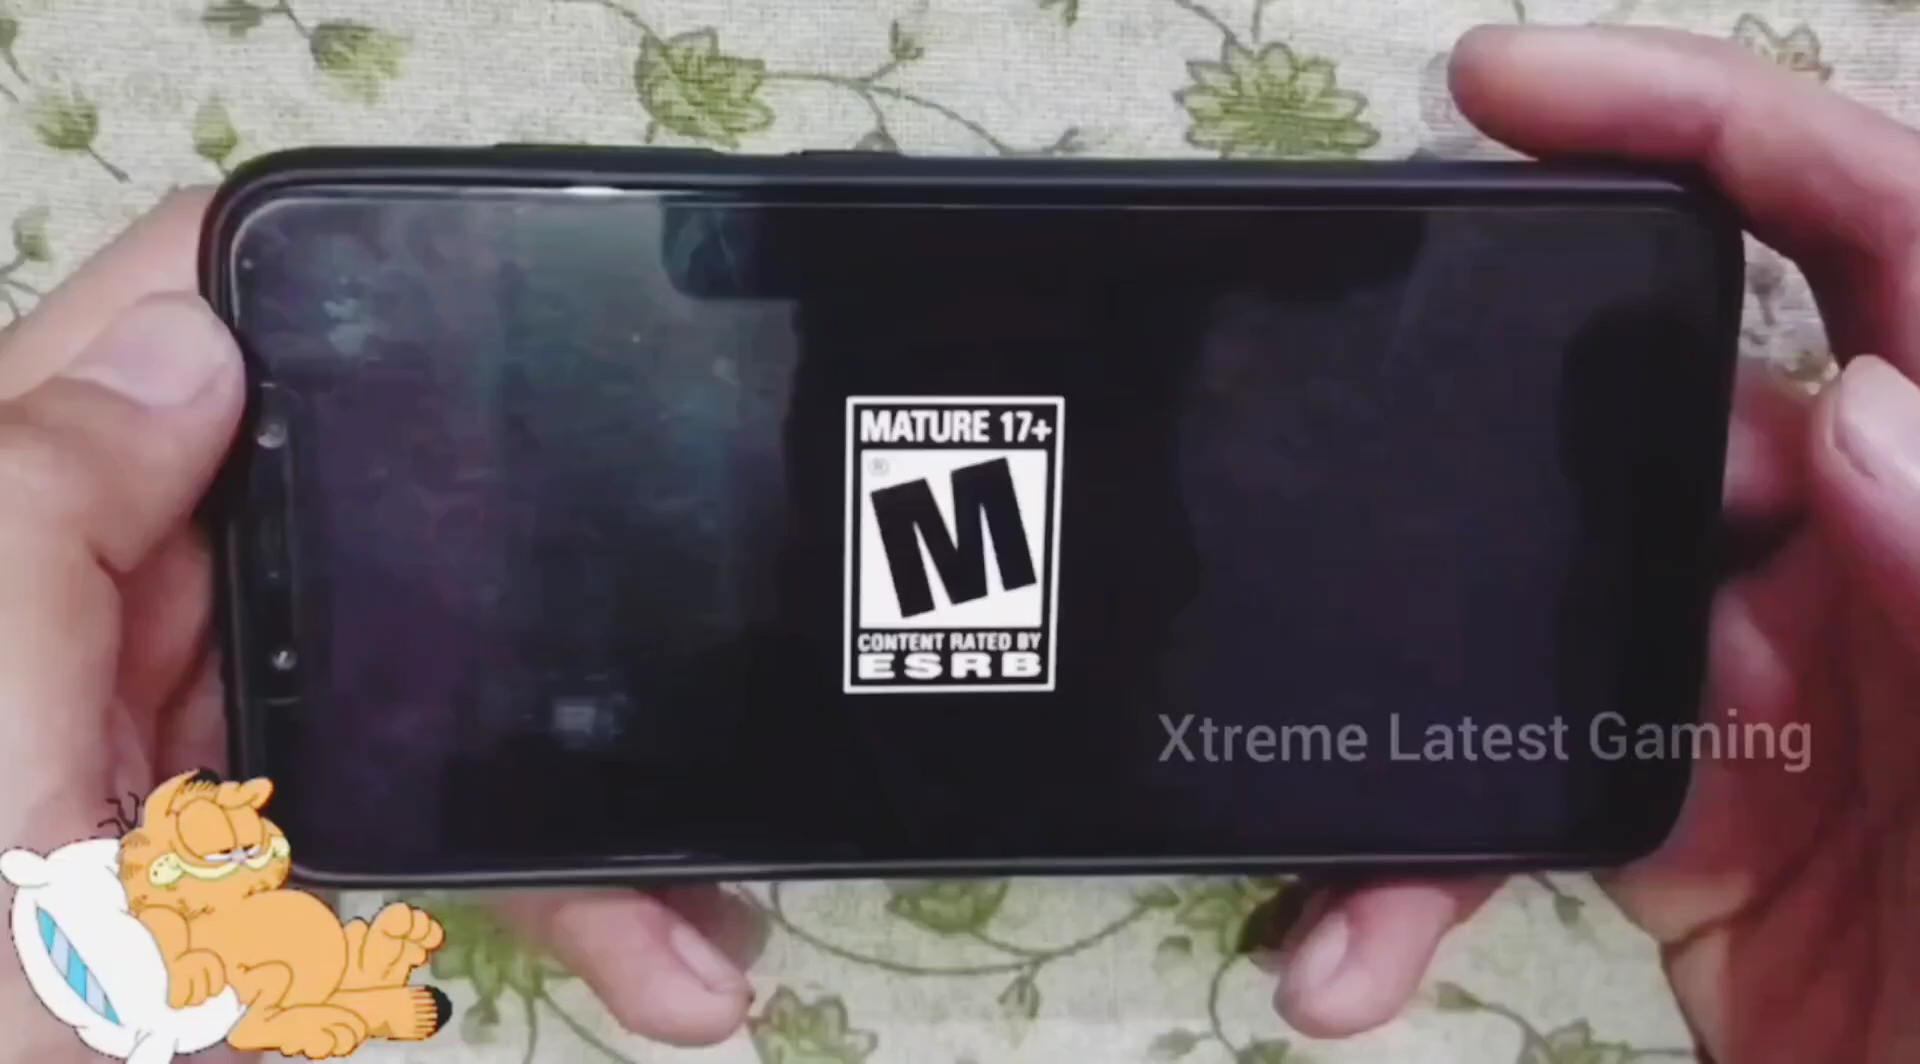 MATURE 17+
®
M
CONTENT RATED BY
ESRB
Xtreme Latest Gaming